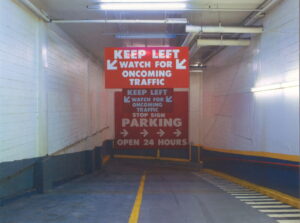 KEEP LEFT
↙ WATCH FOR ↙
ONCOMING
TRAFFIC
KEEP LEFT
↙ WATCH FOR ↙
ONCOMING
TRAFFIC
STOP SIGN
PARKING
→ → → →
OPEN 24 HOURS